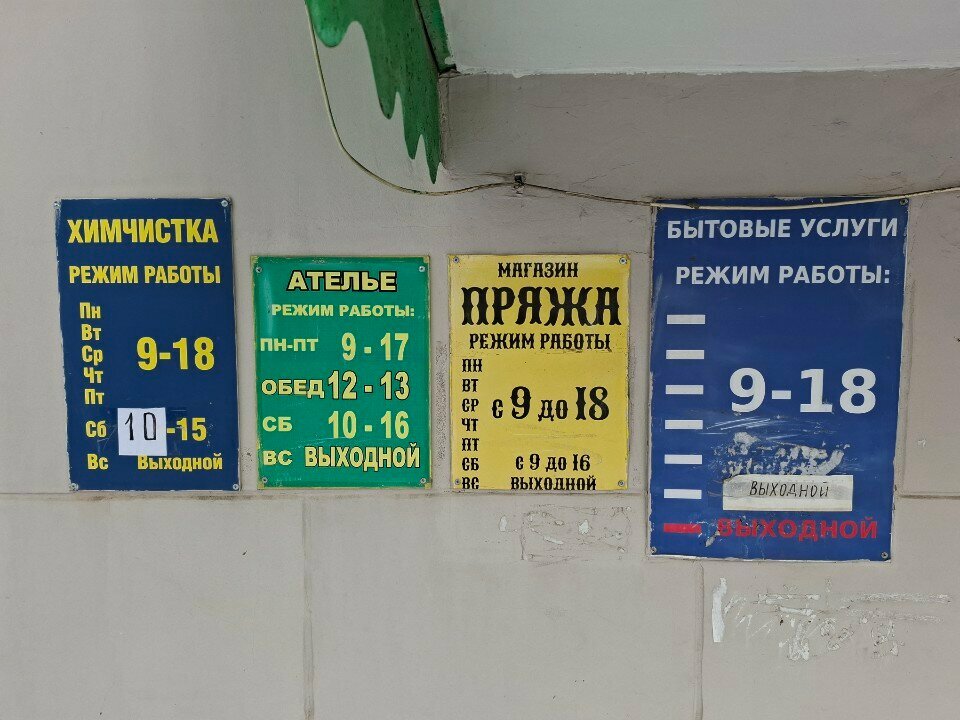 ХИМЧИСТКА
РЕЖИМ РАБОТЫ
Пн
Вт
Ср
Чт
Пт
9-18
Сб 10-15
Вс Выходной
АТЕЛЬЕ
РЕЖИМ РАБОТЫ:
ПН-ПТ 9 - 17
ОБЕД 12 - 13
СБ 10 - 16
ВС ВЫХОДНОЙ
МАГАЗИН
ПРЯЖА
РЕЖИМ РАБОТЫ
ПН
ВТ
СР
ЧТ
ПТ
с 9 до 18
СБ с 9 до 16
ВС ВЫХОДНОЙ
БЫТОВЫЕ УСЛУГИ
РЕЖИМ РАБОТЫ:
9-18
ВЫХОДНОЙ
ВЫХОДНОЙ